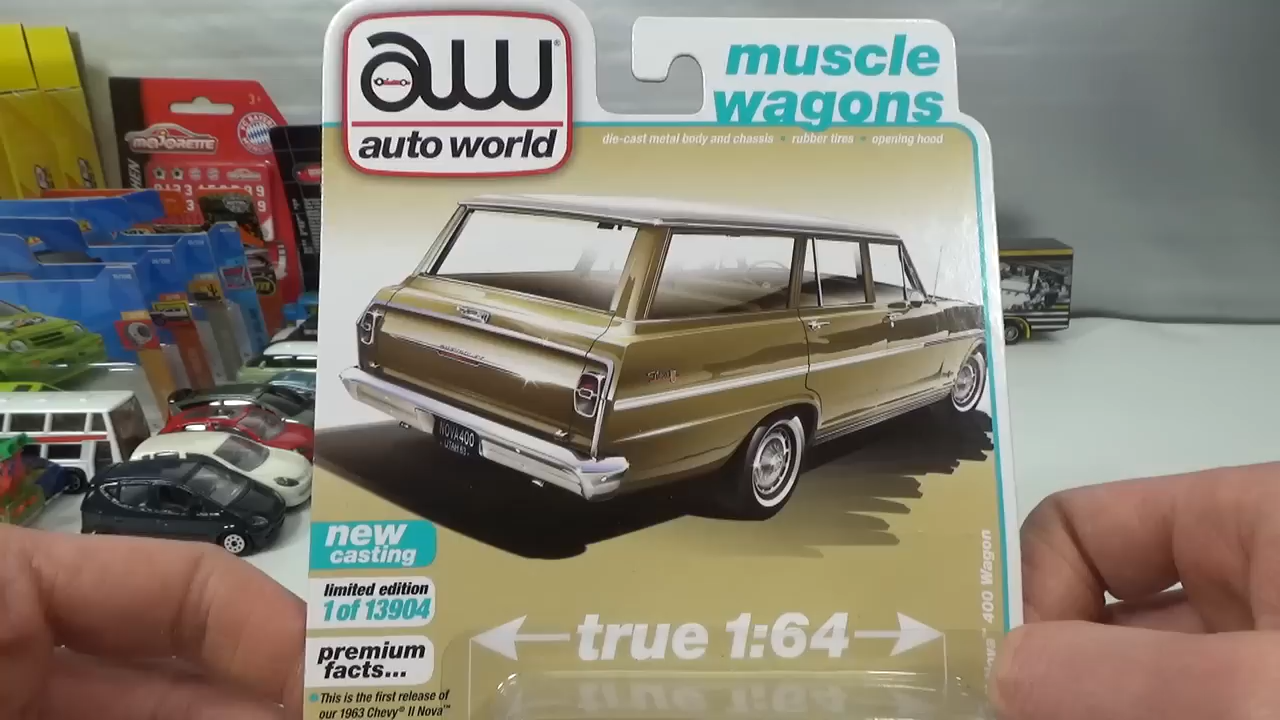 aw®
auto world
muscle
wagons
die-cast metal body and chassis • rubber tires • opening hood
NOVA400
new
casting
limited edition
1 of 13904
premium
facts...
true 1:64
This is the first release of
our 1963 Chevy® II Nova™
400 Wagon
MAJORETTE
3+